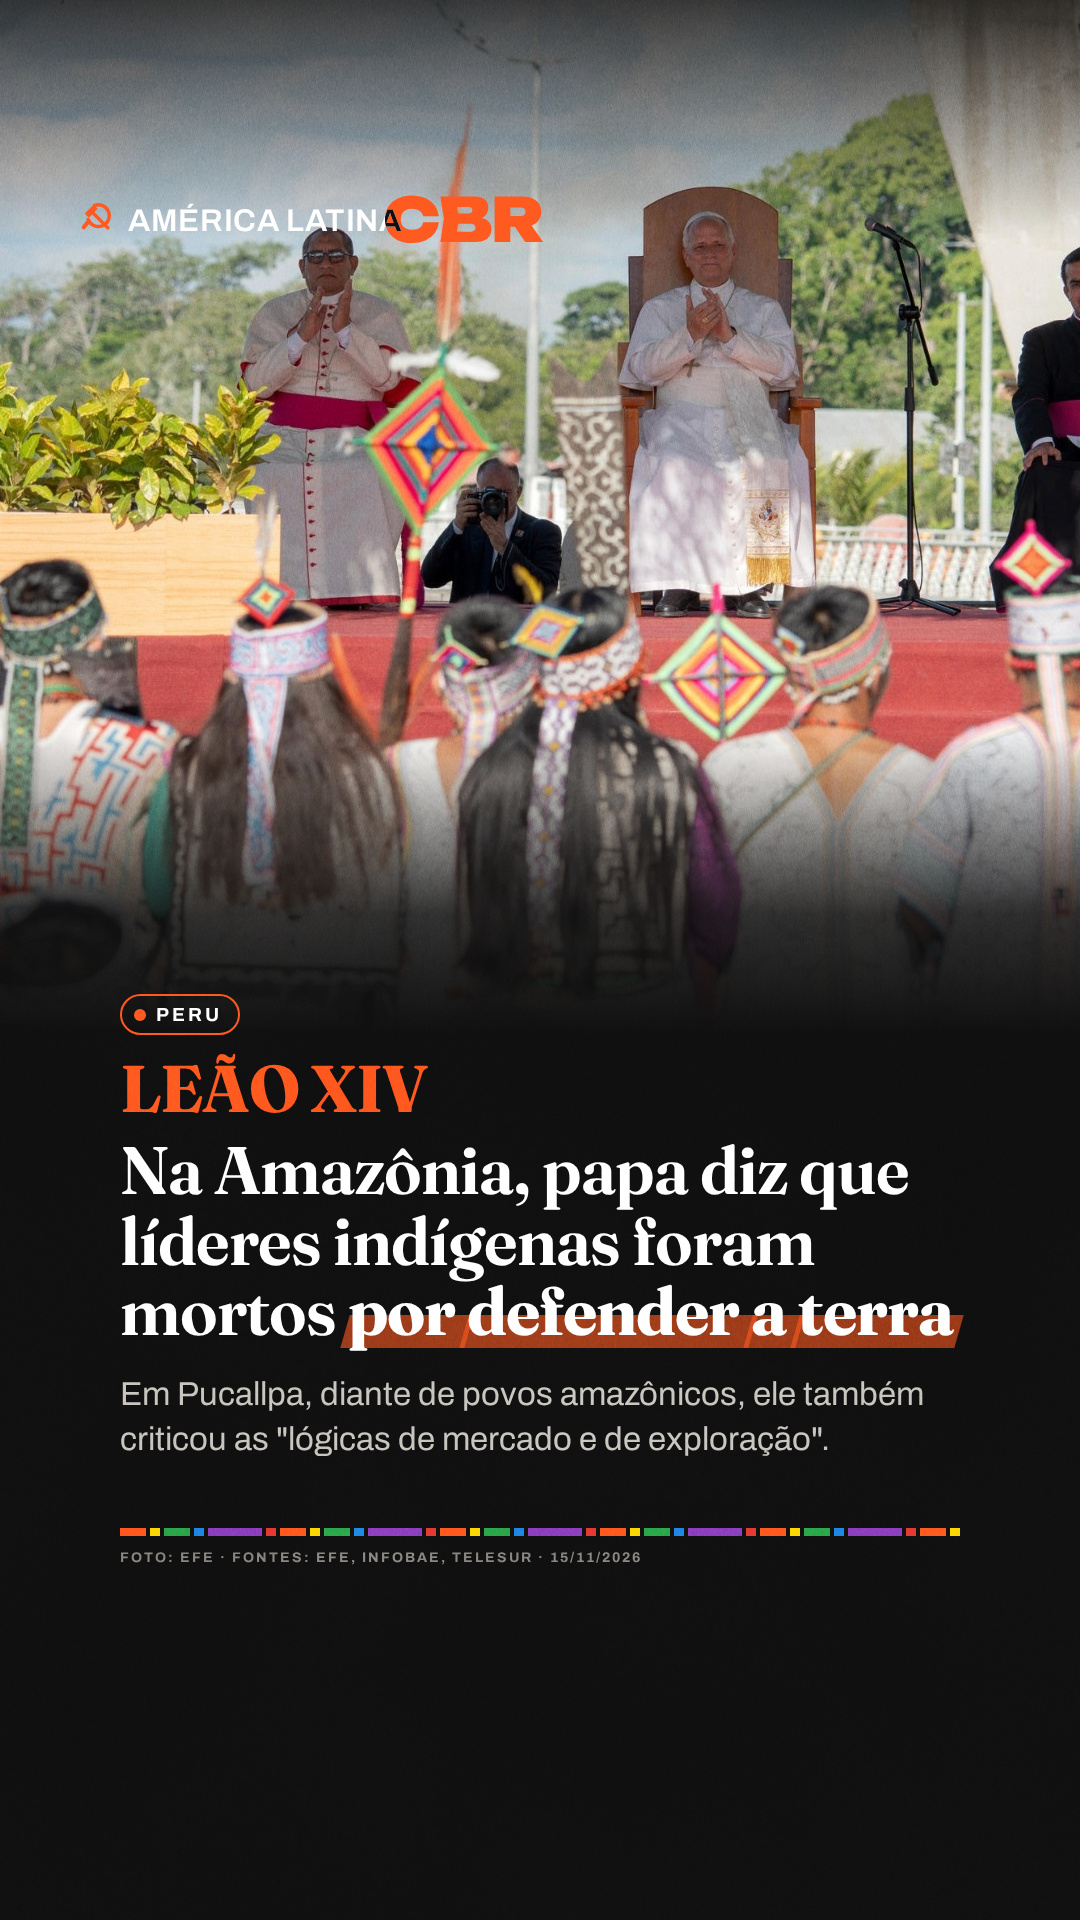 AMÉRICA LATINA
CBR
PERU
LEÃO XIV
Na Amazônia, papa diz que
líderes indígenas foram
mortos por defender a terra
Em Pucallpa, diante de povos amazônicos, ele também
criticou as "lógicas de mercado e de exploração".
FOTO: EFE · FONTES: EFE, INFOBAE, TELESUR · 15/11/2026